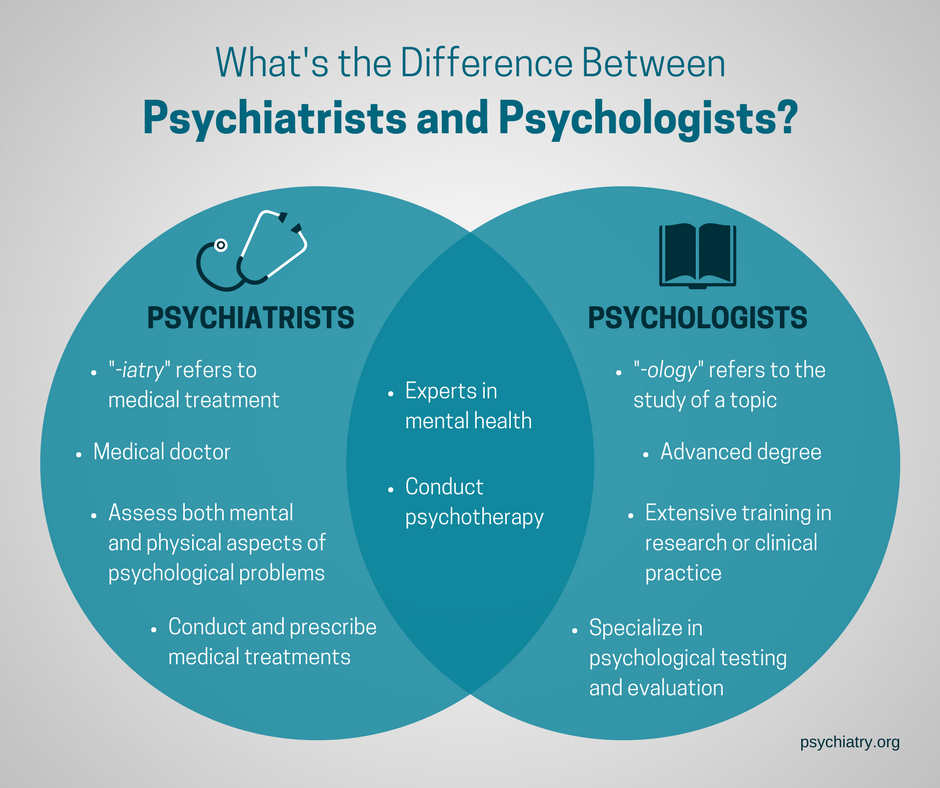 What's the Difference Between
Psychiatrists and Psychologists?
PSYCHIATRISTS
• "-iatry" refers to
medical treatment
• Medical doctor
• Assess both mental
and physical aspects of
psychological problems
• Conduct and prescribe
medical treatments
• Experts in
mental health
• Conduct
psychotherapy
PSYCHOLOGISTS
• "-ology" refers to the
study of a topic
• Advanced degree
• Extensive training in
research or clinical
practice
• Specialize in
psychological testing
and evaluation
psychiatry.org